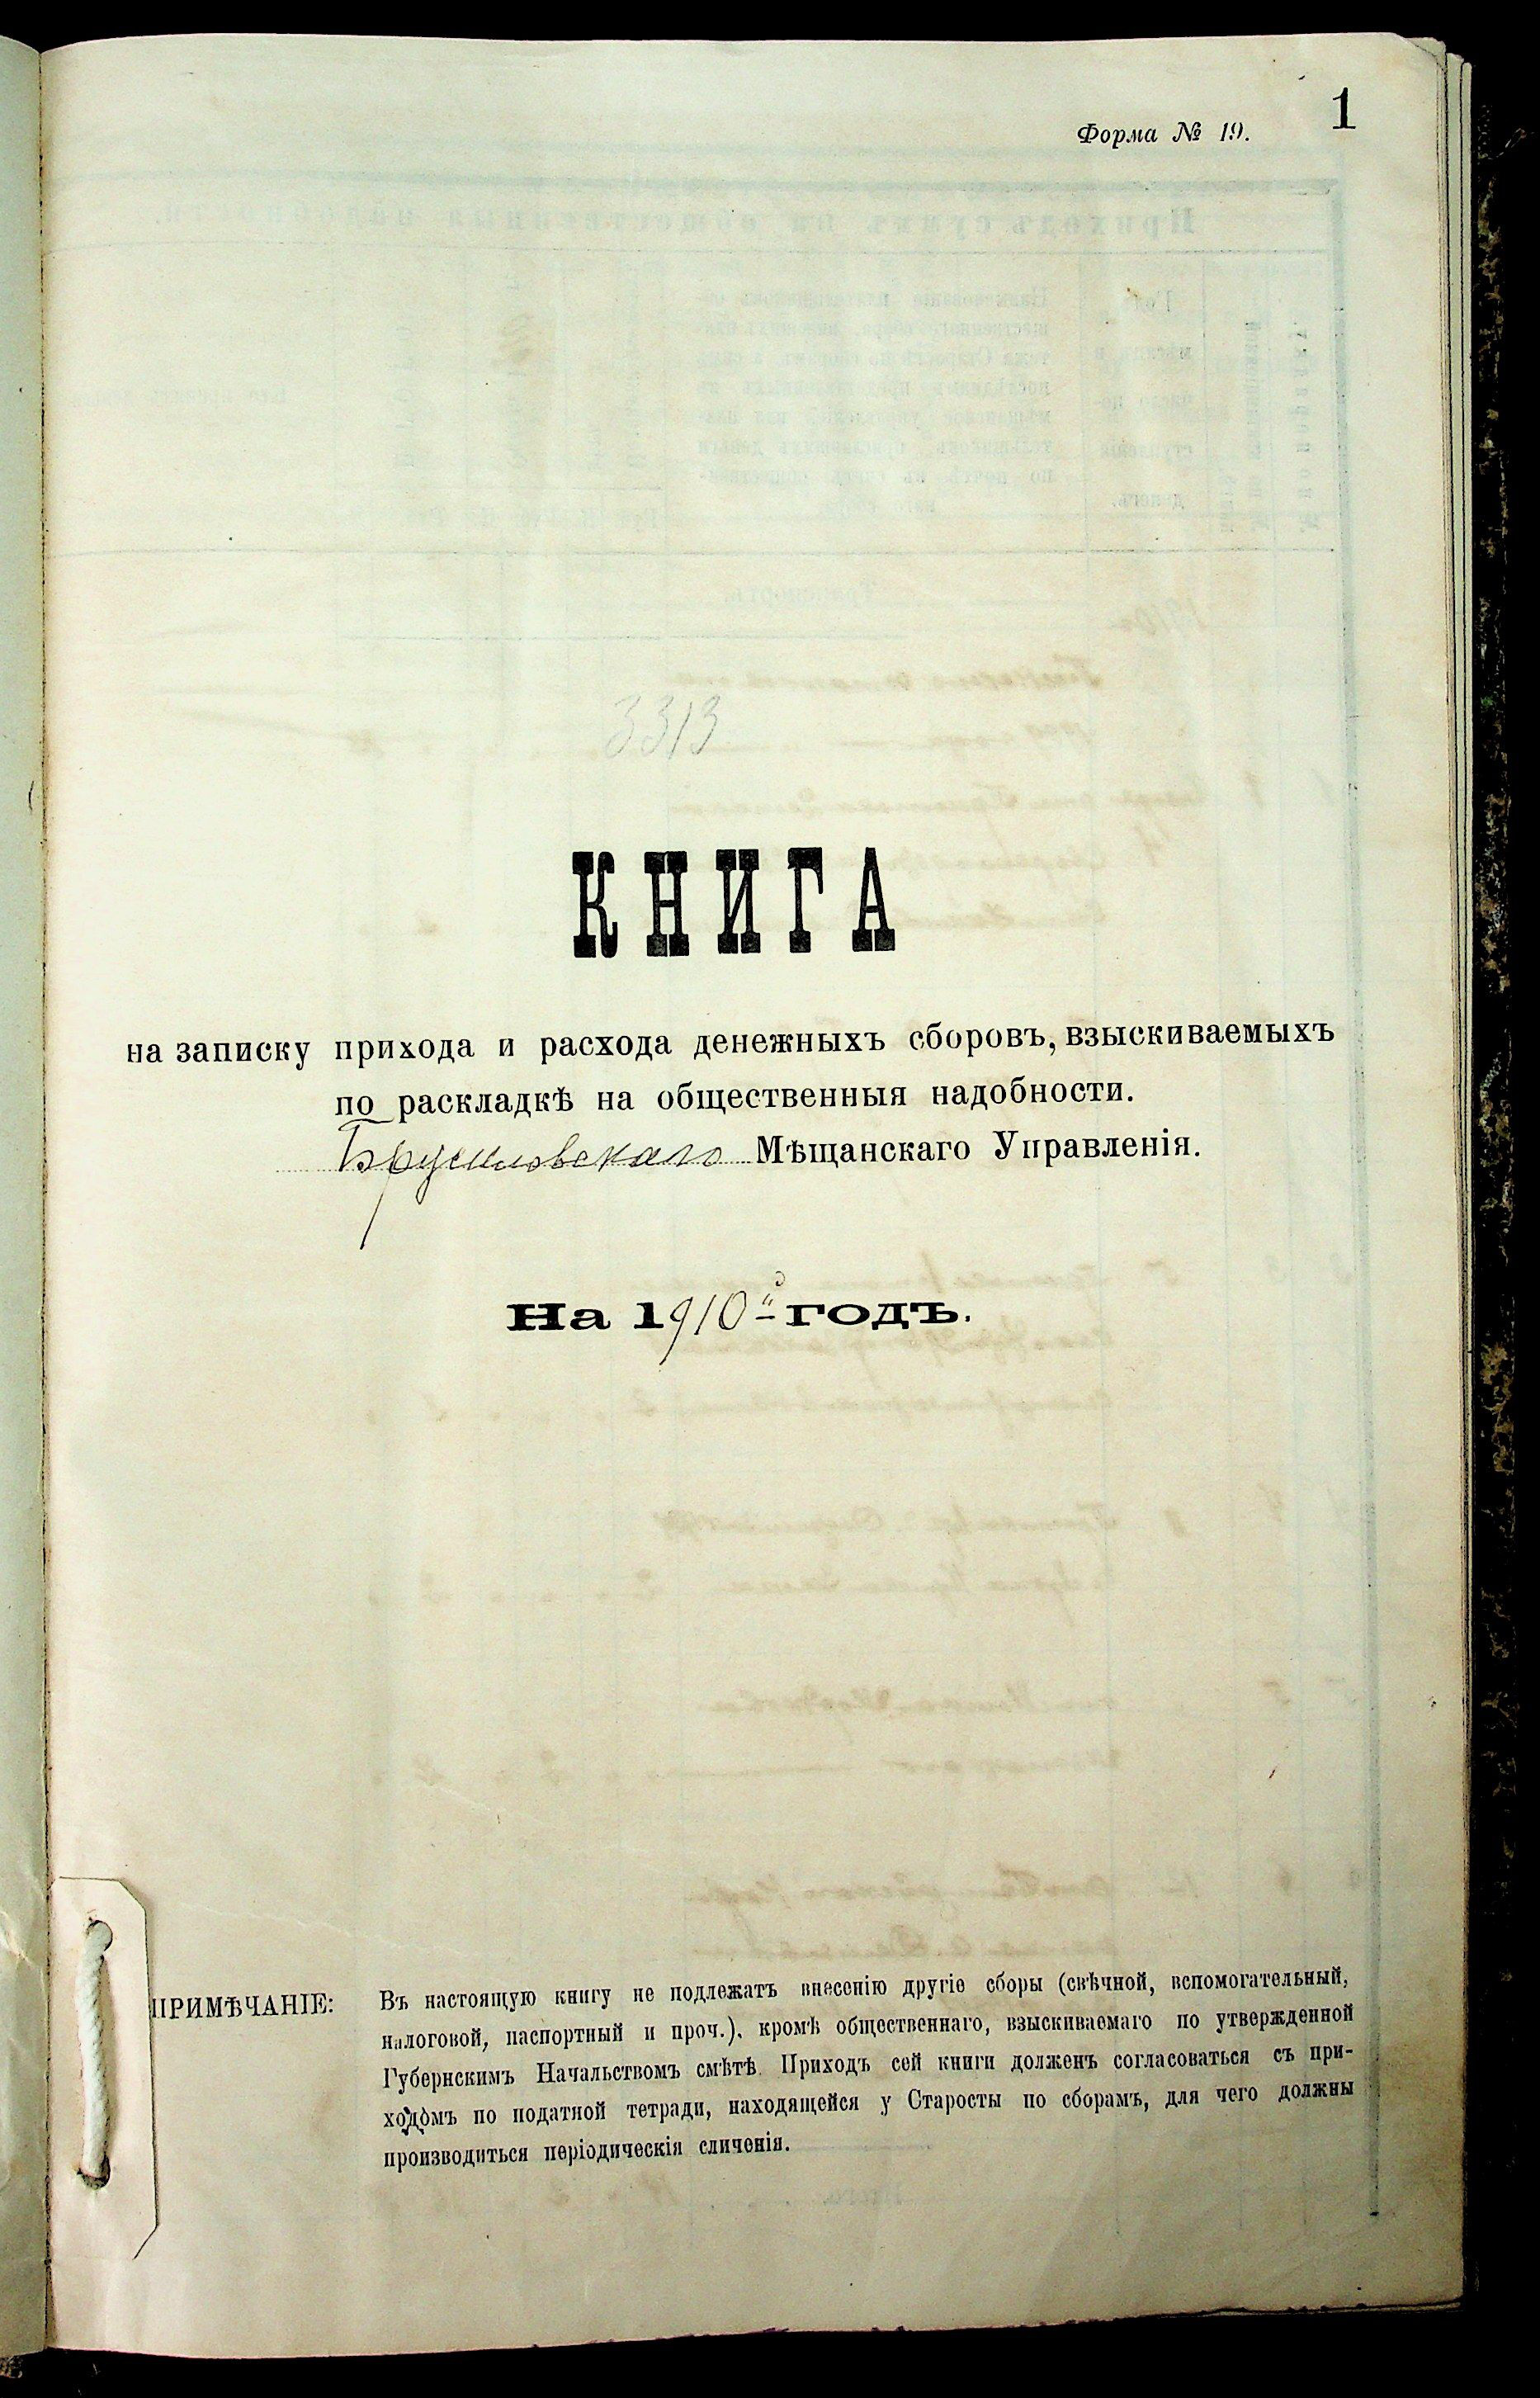 Форма № 19.
1
3313
КНИГА
на записку прихода и расхода денежныхъ сборовъ, взыскиваемыхъ
по раскладкѣ на общественныя надобности.
Брусиловскаго Мѣщанскаго Управленія.
На 1910й годъ.
ПРИМѢЧАНІЕ: Въ настоящую книгу не подлежатъ внесенію другіе сборы (свѣчной, вспомогательный,
налоговой, паспортный и проч.), кромѣ общественнаго, взыскиваемаго по утвержденной
Губернскимъ Начальствомъ смѣтѣ. Приходъ сей книги долженъ согласоваться съ при-
ходомъ по податной тетради, находящейся у Старосты по сборамъ, для чего должны
производиться періодическія сличенія.